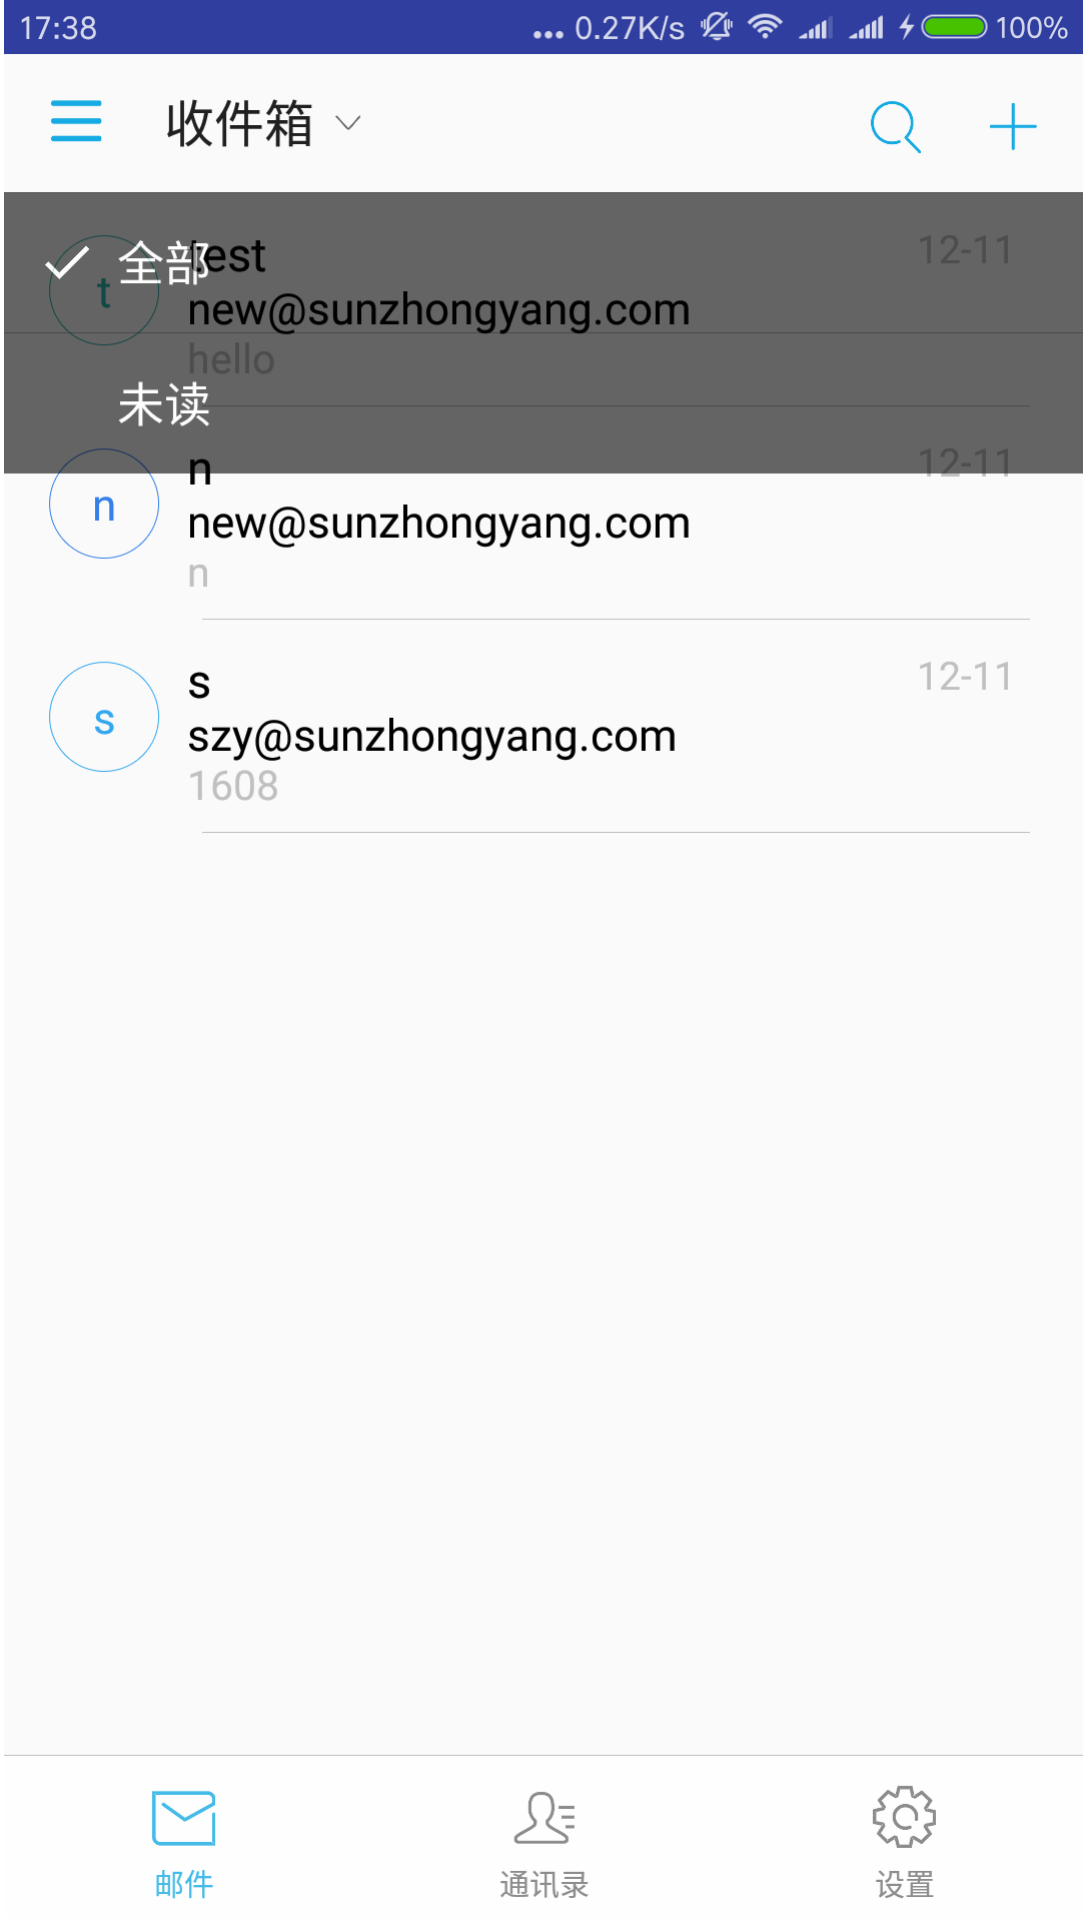 17:38 ... 0.27K/s 100%
收件箱
全部
未读
t test 12-11
new@sunzhongyang.com
hello
n n 12-11
new@sunzhongyang.com
n
s s 12-11
szy@sunzhongyang.com
1608
邮件 通讯录 设置